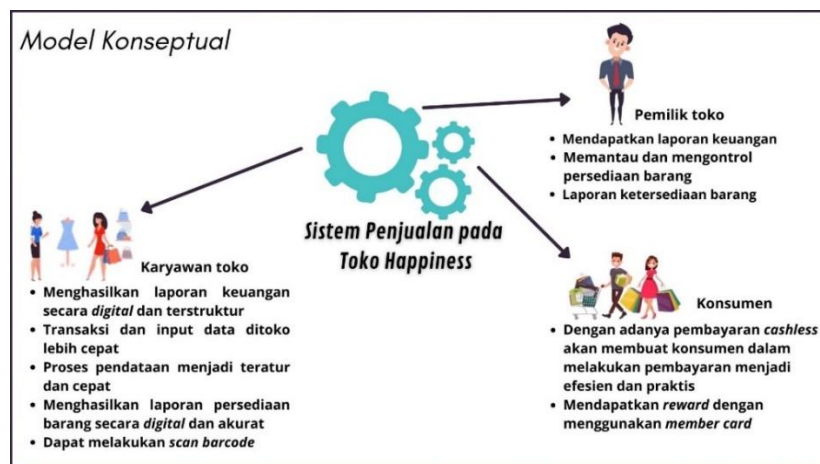 Model Konseptual
Sistem Penjualan pada
Toko Happiness
Pemilik toko
• Mendapatkan laporan keuangan
• Memantau dan mengontrol
persediaan barang
• Laporan ketersediaan barang
Karyawan toko
• Menghasilkan laporan keuangan
secara digital dan terstruktur
• Transaksi dan input data ditoko
lebih cepat
• Proses pendataan menjadi teratur
dan cepat
• Menghasilkan laporan persediaan
barang secara digital dan akurat
• Dapat melakukan scan barcode
Konsumen
• Dengan adanya pembayaran cashless
akan membuat konsumen dalam
melakukan pembayaran menjadi
efesien dan praktis
• Mendapatkan reward dengan
menggunakan member card